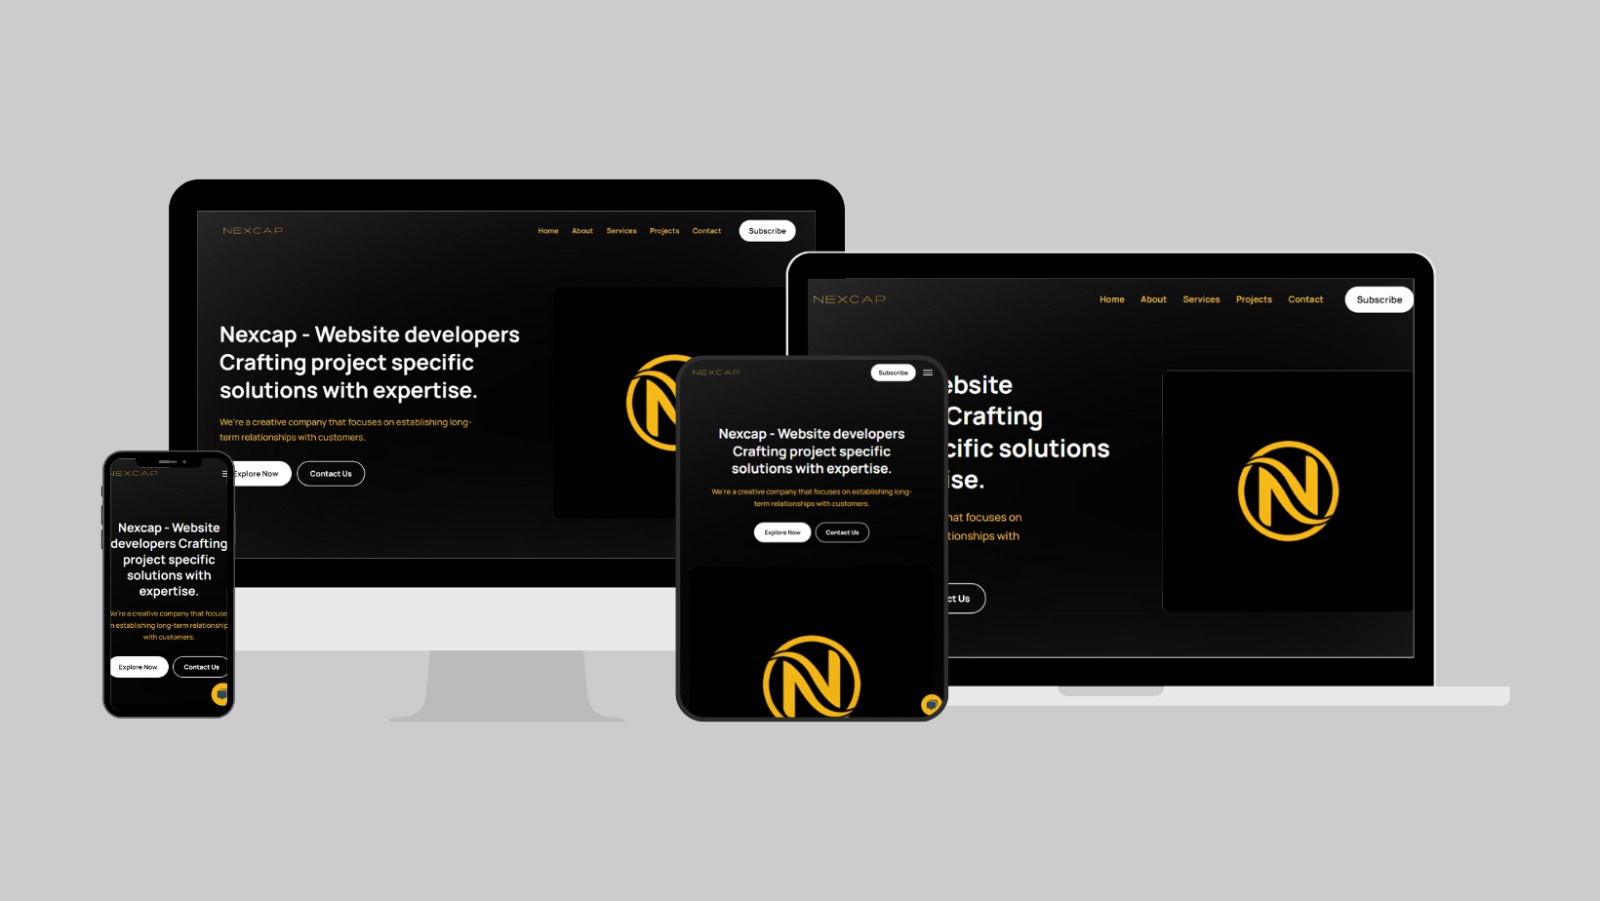 NEXCAP
Home About Services Projects Contact Subscribe
Nexcap - Website developers
Crafting project specific
solutions with expertise.
We're a creative company that focuses on establishing long-
term relationships with customers.
Explore Now Contact Us
N
NEXCAP
Home About Services Projects Contact Subscribe
ebsite
Crafting
cific solutions
ise.
hat focuses on
tionships with
ct Us
N
NEXCAP Subscribe
Nexcap - Website developers
Crafting project specific
solutions with expertise.
We're a creative company that focuses on establishing long-
term relationships with customers.
Explore Now Contact Us
N
NEXCAP
Nexcap - Website
developers Crafting
project specific
solutions with
expertise.
We're a creative company that focuses
n establishing long-term relationship
with customers.
Explore Now Contact Us